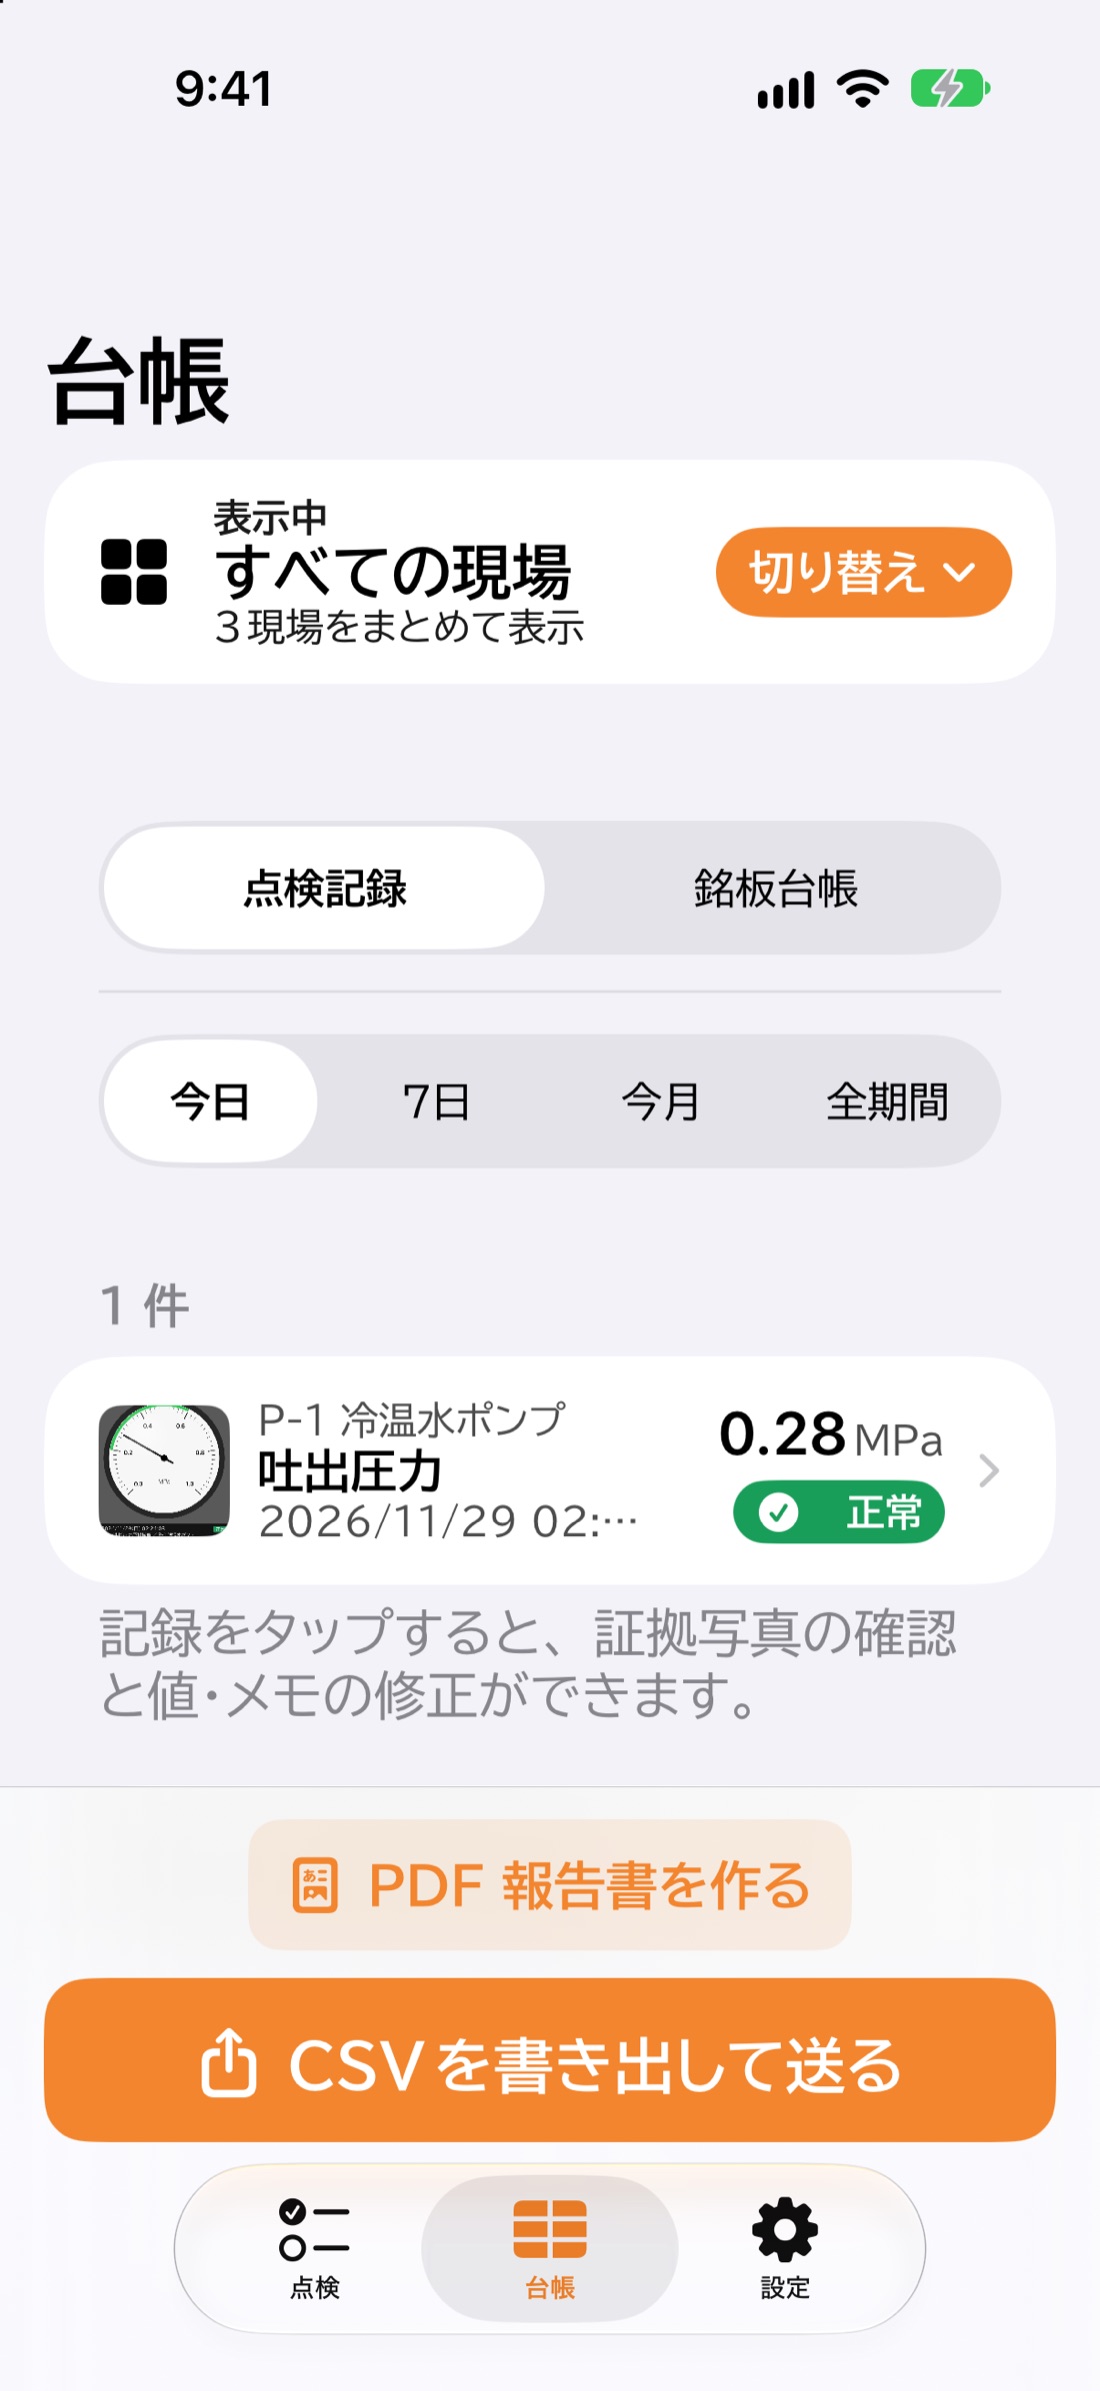 9:41
台帳
表示中
すべての現場
3現場をまとめて表示
切り替え
点検記録
銘板台帳
今日
7日
今月
全期間
1 件
P-1 冷温水ポンプ
吐出圧力
2026/11/29 02:…
0.28 MPa
正常
記録をタップすると、証拠写真の確認
と値・メモの修正ができます。
PDF 報告書を作る
CSVを書き出して送る
点検
台帳
設定